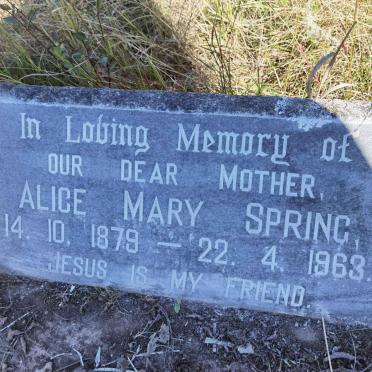 In Loving Memory of
OUR DEAR MOTHER,
ALICE MARY SPRING,
14. 10. 1879 — 22. 4. 1963.
JESUS IS MY FRIEND.